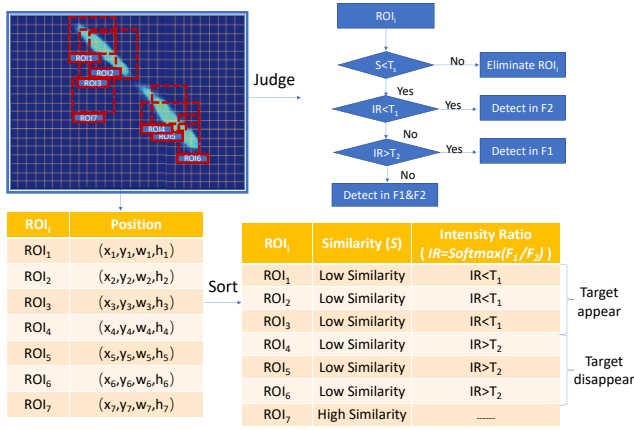 ROI1
ROI2
ROI3
ROI7
ROI4
ROI5
ROI6
Judge
ROIᵢ
S<Tₛ
No
Eliminate ROIᵢ
Yes
IR<T₁
Yes
Detect in F2
No
IR>T₂
Yes
Detect in F1
No
Detect in F1&F2
ROIᵢ Position
ROI₁ (x₁,y₁,w₁,h₁)
ROI₂ (x₂,y₂,w₂,h₂)
ROI₃ (x₃,y₃,w₃,h₃)
ROI₄ (x₄,y₄,w₄,h₄)
ROI₅ (x₅,y₅,w₅,h₅)
ROI₆ (x₆,y₆,w₆,h₆)
ROI₇ (x₇,y₇,w₇,h₇)
Sort
ROIᵢ Similarity (S) Intensity Ratio
( IR=Softmax(F₁/F₂) )
ROI₁ Low Similarity IR<T₁
ROI₂ Low Similarity IR<T₁
ROI₃ Low Similarity IR<T₁
ROI₄ Low Similarity IR>T₂
ROI₅ Low Similarity IR>T₂
ROI₆ Low Similarity IR>T₂
ROI₇ High Similarity ------
Target
appear
Target
disappear